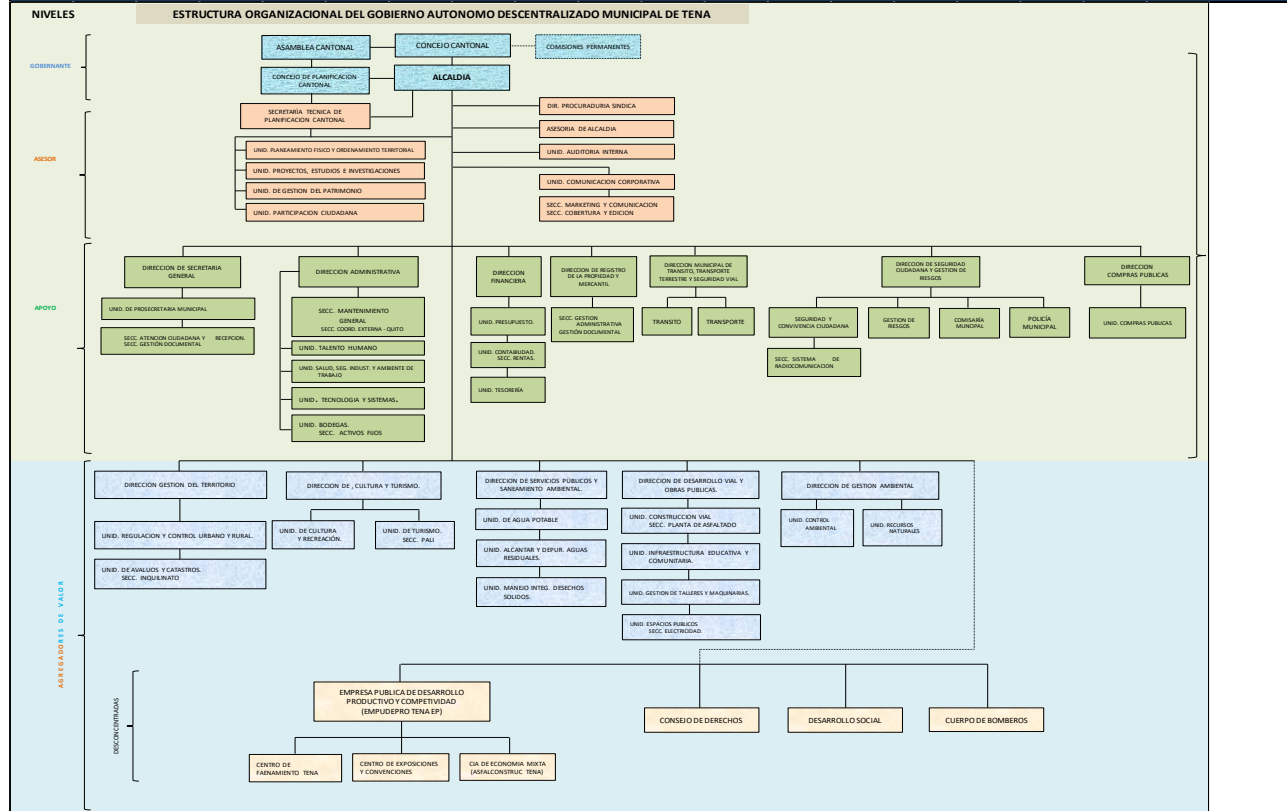 NIVELES
ESTRUCTURA ORGANIZACIONAL DEL GOBIERNO AUTONOMO DESCENTRALIZADO MUNICIPAL DE TENA
GOBERNANTE
ASAMBLEA CANTONAL
CONCEJO CANTONAL
COMISIONES PERMANENTES
CONCEJO DE PLANIFICACION
CANTONAL
ALCALDIA
ASESOR
SECRETARÍA TECNICA DE
PLANIFICACION CANTONAL
UNID. PLANEAMIENTO FISICO Y ORDENAMIENTO TERRITORIAL
UNID. PROYECTOS, ESTUDIOS E INVESTIGACIONES
UNID. DE GESTION DEL PATRIMONIO
UNID. PARTICIPACION CIUDADANA
DIR. PROCURADURIA SINDICA
ASESORIA DE ALCALDIA
UNID. AUDITORIA INTERNA
UNID. COMUNICACION CORPORATIVA
SECC. MARKETING Y COMUNICACION
SECC. COBERTURA Y EDICION
APOYO
DIRECCION DE SECRETARIA
GENERAL
UNID. DE PROSECRETARIA MUNICIPAL
SECC. ATENCION CIUDADANA Y RECEPCION.
SECC. GESTIÓN DOCUMENTAL
DIRECCION ADMINISTRATIVA
SECC. MANTENIMIENTO
GENERAL
SECC. COORD. EXTERNA - QUITO
UNID. TALENTO HUMANO
UNID. SALUD, SEG. INDUST. Y AMBIENTE DE
TRABAJO
UNID. TECNOLOGIA Y SISTEMAS.
UNID. BODEGAS.
SECC. ACTIVOS FIJOS
DIRECCION
FINANCIERA
UNID. PRESUPUESTO.
UNID. CONTABILIDAD.
SECC. RENTAS.
UNID. TESORERÍA
DIRECCION DE REGISTRO
DE LA PROPIEDAD Y
MERCANTIL
SECC. GESTION
ADMINISTRATIVA
GESTIÓN DOCUMENTAL
DIRECCION MUNICIPAL DE
TRANSITO, TRANSPORTE
TERRESTRE Y SEGURIDAD VIAL
TRANSITO
TRANSPORTE
DIRECCION DE SEGURIDAD
CIUDADANA Y GESTION DE
RIESGOS
SEGURIDAD Y
CONVIVENCIA CIUDADANA
SECC. SISTEMA DE
RADIOCOMUNICACION
GESTION DE
RIESGOS
COMISARÍA
MUNCIPAL
POLICÍA
MUNICIPAL
DIRECCION
COMPRAS PUBLICAS
UNID. COMPRAS PUBLICAS
AGREGADORES DE VALOR
DIRECCION GESTION DEL TERRITORIO
UNID. REGULACION Y CONTROL URBANO Y RURAL.
UNID. DE AVALUOS Y CATASTROS.
SECC. INQUILINATO
DIRECCION DE , CULTURA Y TURISMO.
UNID. DE CULTURA
Y RECREACIÓN.
UNID. DE TURISMO.
SECC. PALI
DIRECCION DE SERVICIOS PÚBLICOS Y
SANEAMIENTO AMBIENTAL.
UNID. DE AGUA POTABLE
UNID. ALCANTAR Y DEPUR. AGUAS
RESIDUALES.
UNID. MANEJO INTEG. DESECHOS
SOLIDOS.
DIRECCION DE DESARROLLO VIAL Y
OBRAS PUBLICAS.
UNID. CONSTRUCCION VIAL
SECC. PLANTA DE ASFALTADO
UNID. INFRAESTRUCTURA EDUCATIVA Y
COMUNITARIA.
UNID. GESTION DE TALLERES Y MAQUINARIAS.
UNID. ESPACIOS PUBLICOS
SECC. ELECTRICIDAD.
DIRECCION DE GESTION AMBIENTAL
UNID. CONTROL
AMBIENTAL
UNID. RECURSOS
NATURALES
DESCONCENTRADAS
EMPRESA PUBLICA DE DESARROLLO
PRODUCTIVO Y COMPETIVIDAD
(EMPUDEPRO TENA EP)
CENTRO DE
FAENAMIENTO TENA
CENTRO DE EXPOSICIONES
Y CONVENCIONES
CIA DE ECONOMIA MIXTA
(ASFALCONSTRUC TENA)
CONSEJO DE DERECHOS
DESARROLLO SOCIAL
CUERPO DE BOMBEROS